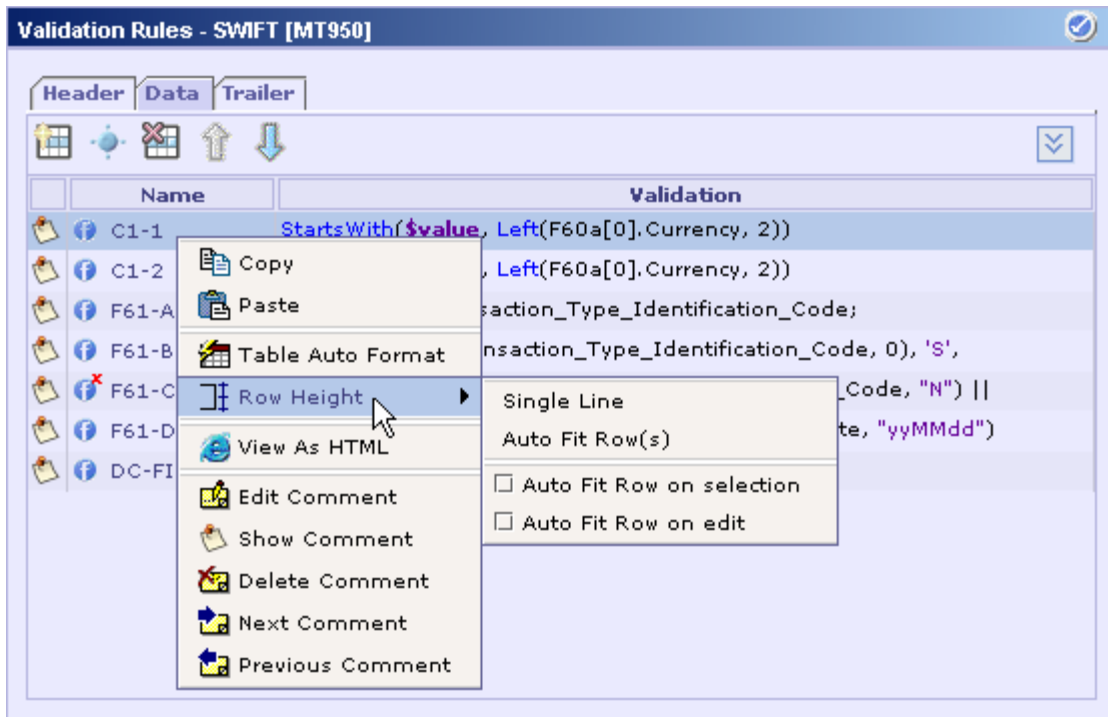 Validation Rules - SWIFT [MT950]
Header Data Trailer
Name Validation
C1-1 StartsWith($value, Left(F60a[0].Currency, 2))
C1-2 , Left(F60a[0].Currency, 2))
F61-A saction_Type_Identification_Code;
F61-B nsaction_Type_Identification_Code, 0), 'S',
F61-C _Code, "N") ||
F61-D te, "yyMMdd")
DC-FI
Copy
Paste
Table Auto Format
Row Height
View As HTML
Edit Comment
Show Comment
Delete Comment
Next Comment
Previous Comment
Single Line
Auto Fit Row(s)
Auto Fit Row on selection
Auto Fit Row on edit